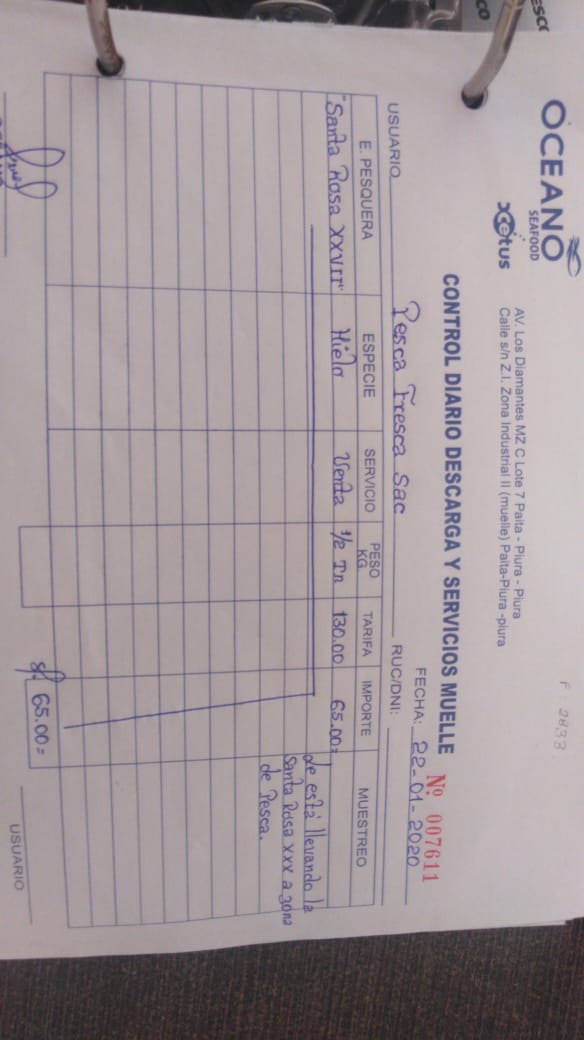 OCEANO
SEAFOOD
xcetus
AV. Los Diamantes MZ C Lote 7 Paita - Piura - Piura
Calle s/n Z.I. Zona Industrial II (muelle) Paita-Piura -piura
F 2833
CONTROL DIARIO DESCARGA Y SERVICIOS MUELLE Nº 007611
FECHA: 22-01-2020
USUARIO Pesca Fresca Sac RUC/DNI:
E. PESQUERA ESPECIE SERVICIO PESO KG TARIFA IMPORTE MUESTREO
"Santa Rosa XXVII" Hielo Venta 1/2 Tn 130.00 65.00=
Le está llevando la
Santa Rosa XXX a zona
de Pesca.
S/. 65.00=
USUARIO